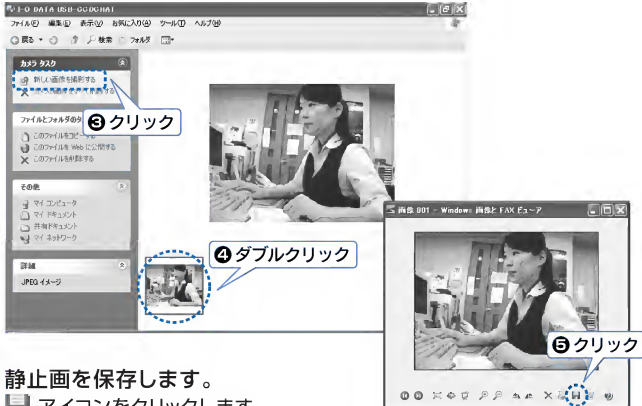 I-O DATA USB-CCDCHAT
ファイル(F) 編集(E) 表示(V) お気に入り(A) ツール(T) ヘルプ(H)
戻る 検索 フォルダ
カメラ タスク
新しい画像を撮影する
❸クリック
ファイルとフォルダのタ
このファイルをコピーする
このファイルを Web に公開する
このファイルを削除する
その他
マイ コンピュータ
マイ ドキュメント
共有ドキュメント
マイ ネットワーク
詳細
JPEG イメージ
❹ダブルクリック
画像 001 - Windows 画像と FAX ビューア
❺クリック
静止画を保存します。
アイコンをクリックします